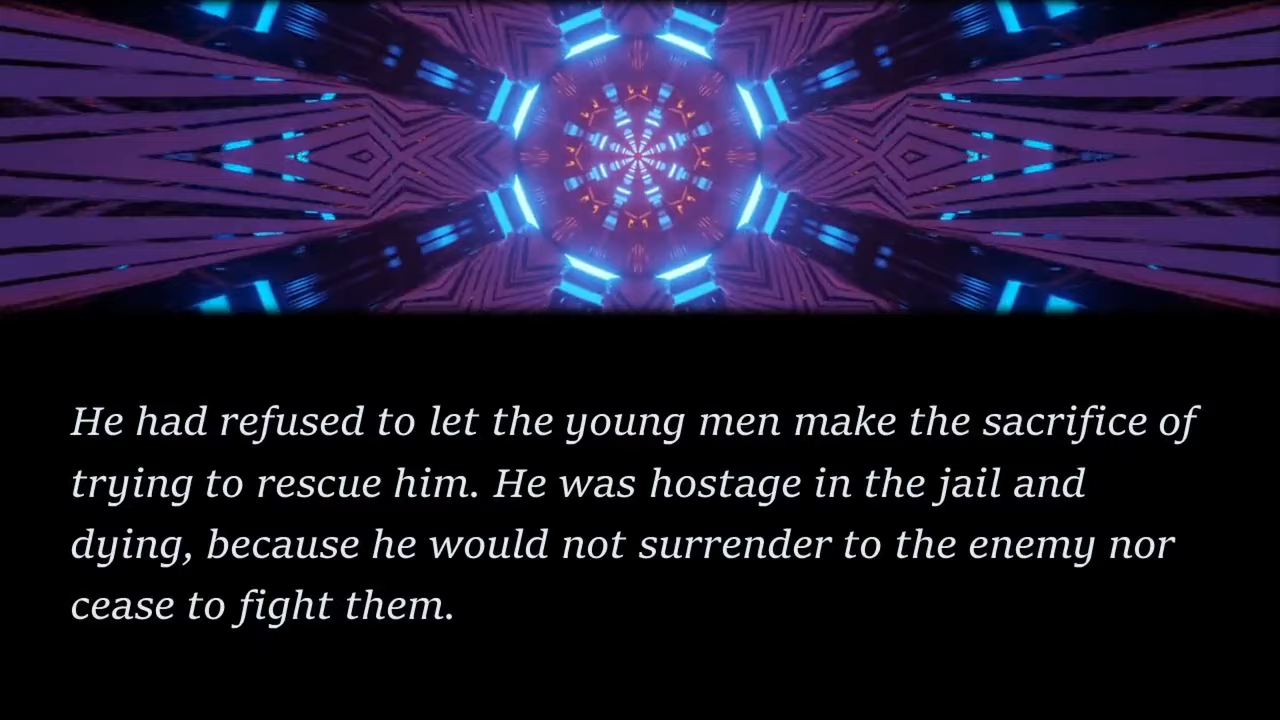 He had refused to let the young men make the sacrifice of
trying to rescue him. He was hostage in the jail and
dying, because he would not surrender to the enemy nor
cease to fight them.